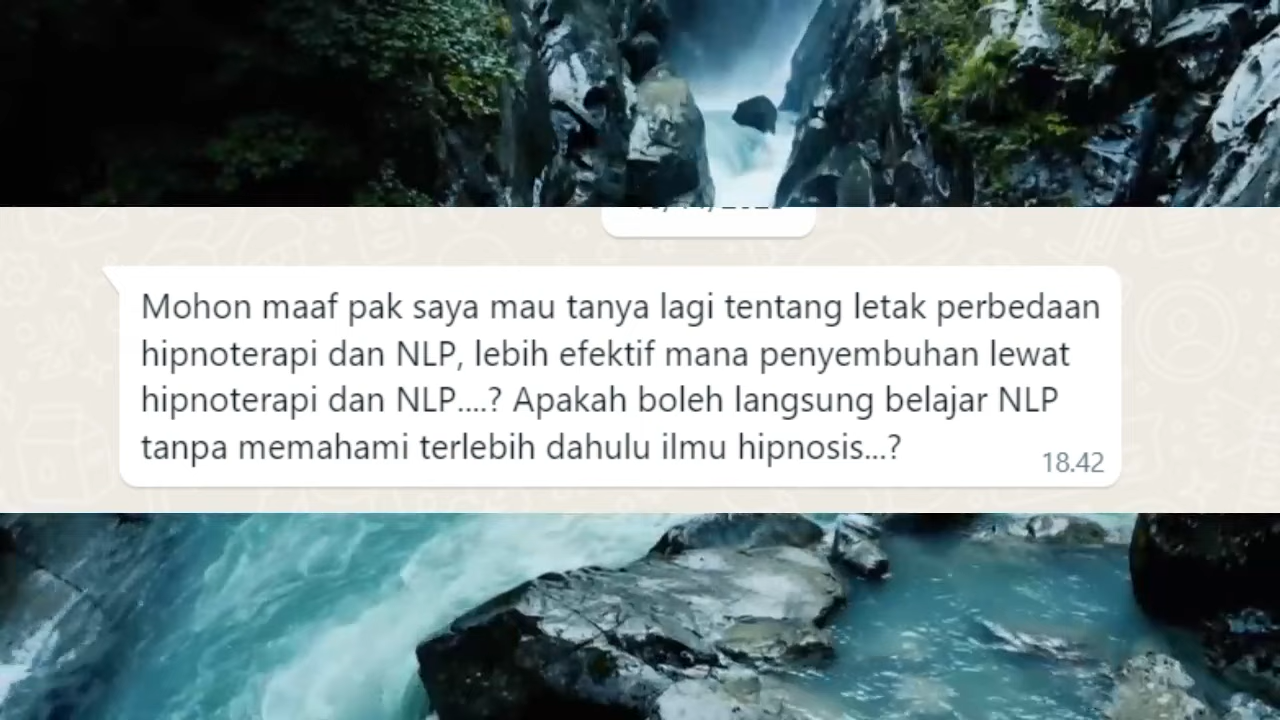 Mohon maaf pak saya mau tanya lagi tentang letak perbedaan
hipnoterapi dan NLP, lebih efektif mana penyembuhan lewat
hipnoterapi dan NLP....? Apakah boleh langsung belajar NLP
tanpa memahami terlebih dahulu ilmu hipnosis...?
18.42